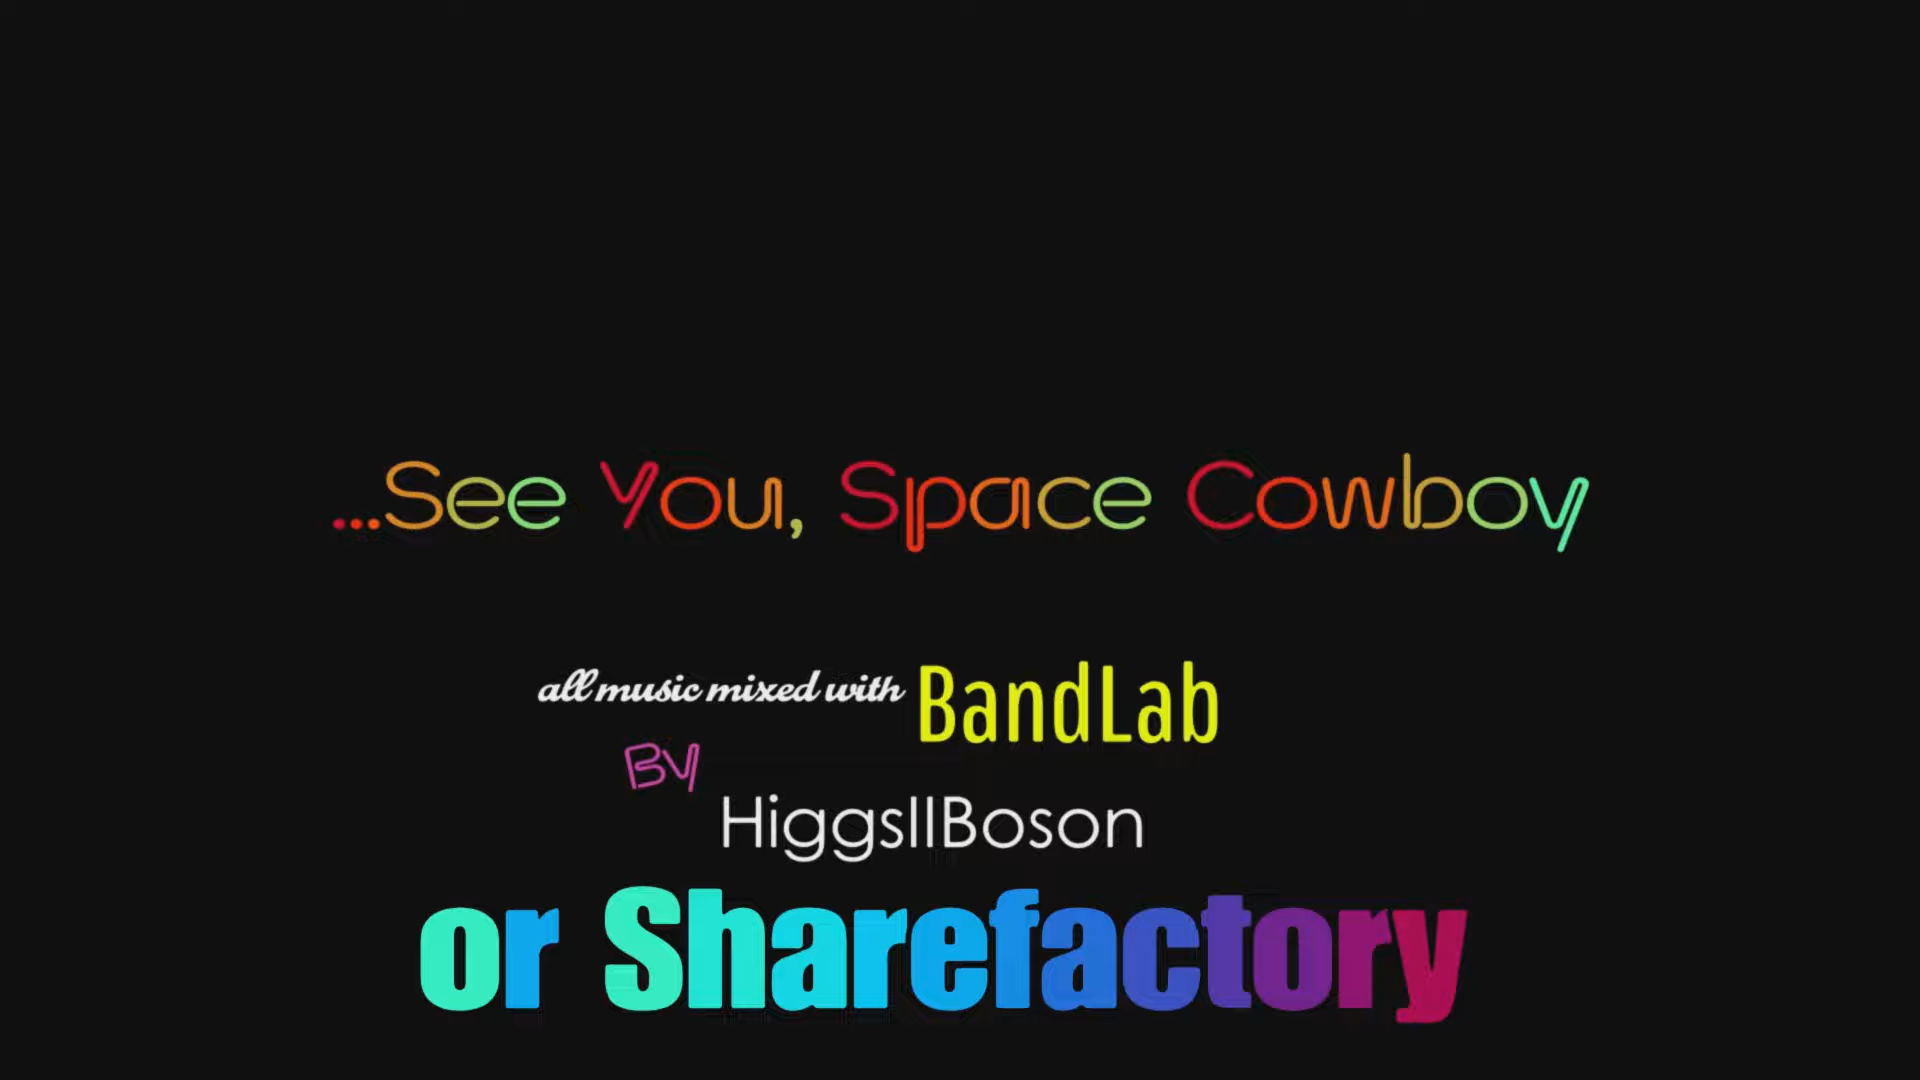 ...See You, Space Cowboy
all music mixed with BandLab
By
HiggsIIBoson
or Sharefactory